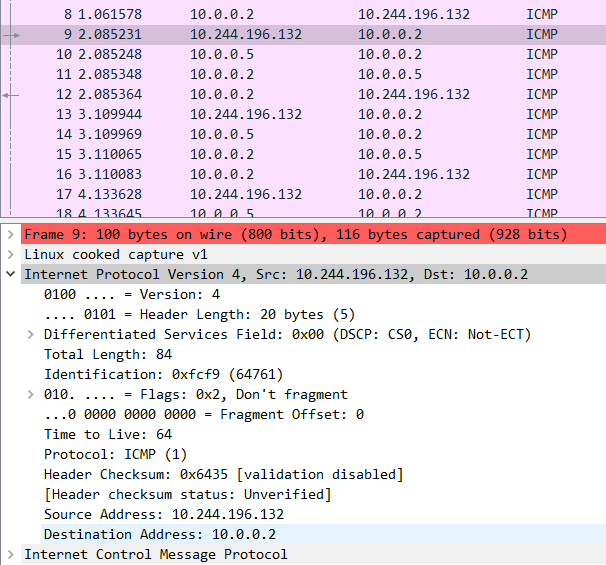 8 1.061578 10.0.0.2 10.244.196.132 ICMP
9 2.085231 10.244.196.132 10.0.0.2 ICMP
10 2.085248 10.0.0.5 10.0.0.2 ICMP
11 2.085348 10.0.0.2 10.0.0.5 ICMP
12 2.085364 10.0.0.2 10.244.196.132 ICMP
13 3.109944 10.244.196.132 10.0.0.2 ICMP
14 3.109969 10.0.0.5 10.0.0.2 ICMP
15 3.110065 10.0.0.2 10.0.0.5 ICMP
16 3.110083 10.0.0.2 10.244.196.132 ICMP
17 4.133628 10.244.196.132 10.0.0.2 ICMP
18 4.133645 10.0.0.5 10.0.0.2 ICMP
Frame 9: 100 bytes on wire (800 bits), 116 bytes captured (928 bits)
Linux cooked capture v1
Internet Protocol Version 4, Src: 10.244.196.132, Dst: 10.0.0.2
0100 .... = Version: 4
.... 0101 = Header Length: 20 bytes (5)
Differentiated Services Field: 0x00 (DSCP: CS0, ECN: Not-ECT)
Total Length: 84
Identification: 0xfcf9 (64761)
010. .... = Flags: 0x2, Don't fragment
...0 0000 0000 0000 = Fragment Offset: 0
Time to Live: 64
Protocol: ICMP (1)
Header Checksum: 0x6435 [validation disabled]
[Header checksum status: Unverified]
Source Address: 10.244.196.132
Destination Address: 10.0.0.2
Internet Control Message Protocol